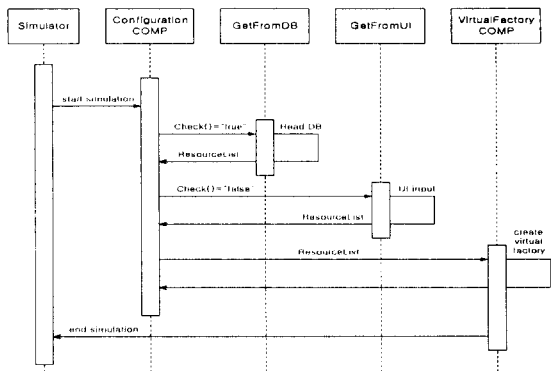 Simulator
Configuration
COMP
GetFromDB
GetFromUI
VirtualFactory
COMP
start simulation
Check()="true"
Read DB
ResourceList
Check()="false"
UI input
ResourceList
create
virtual
factory
ResourceList
end simulation